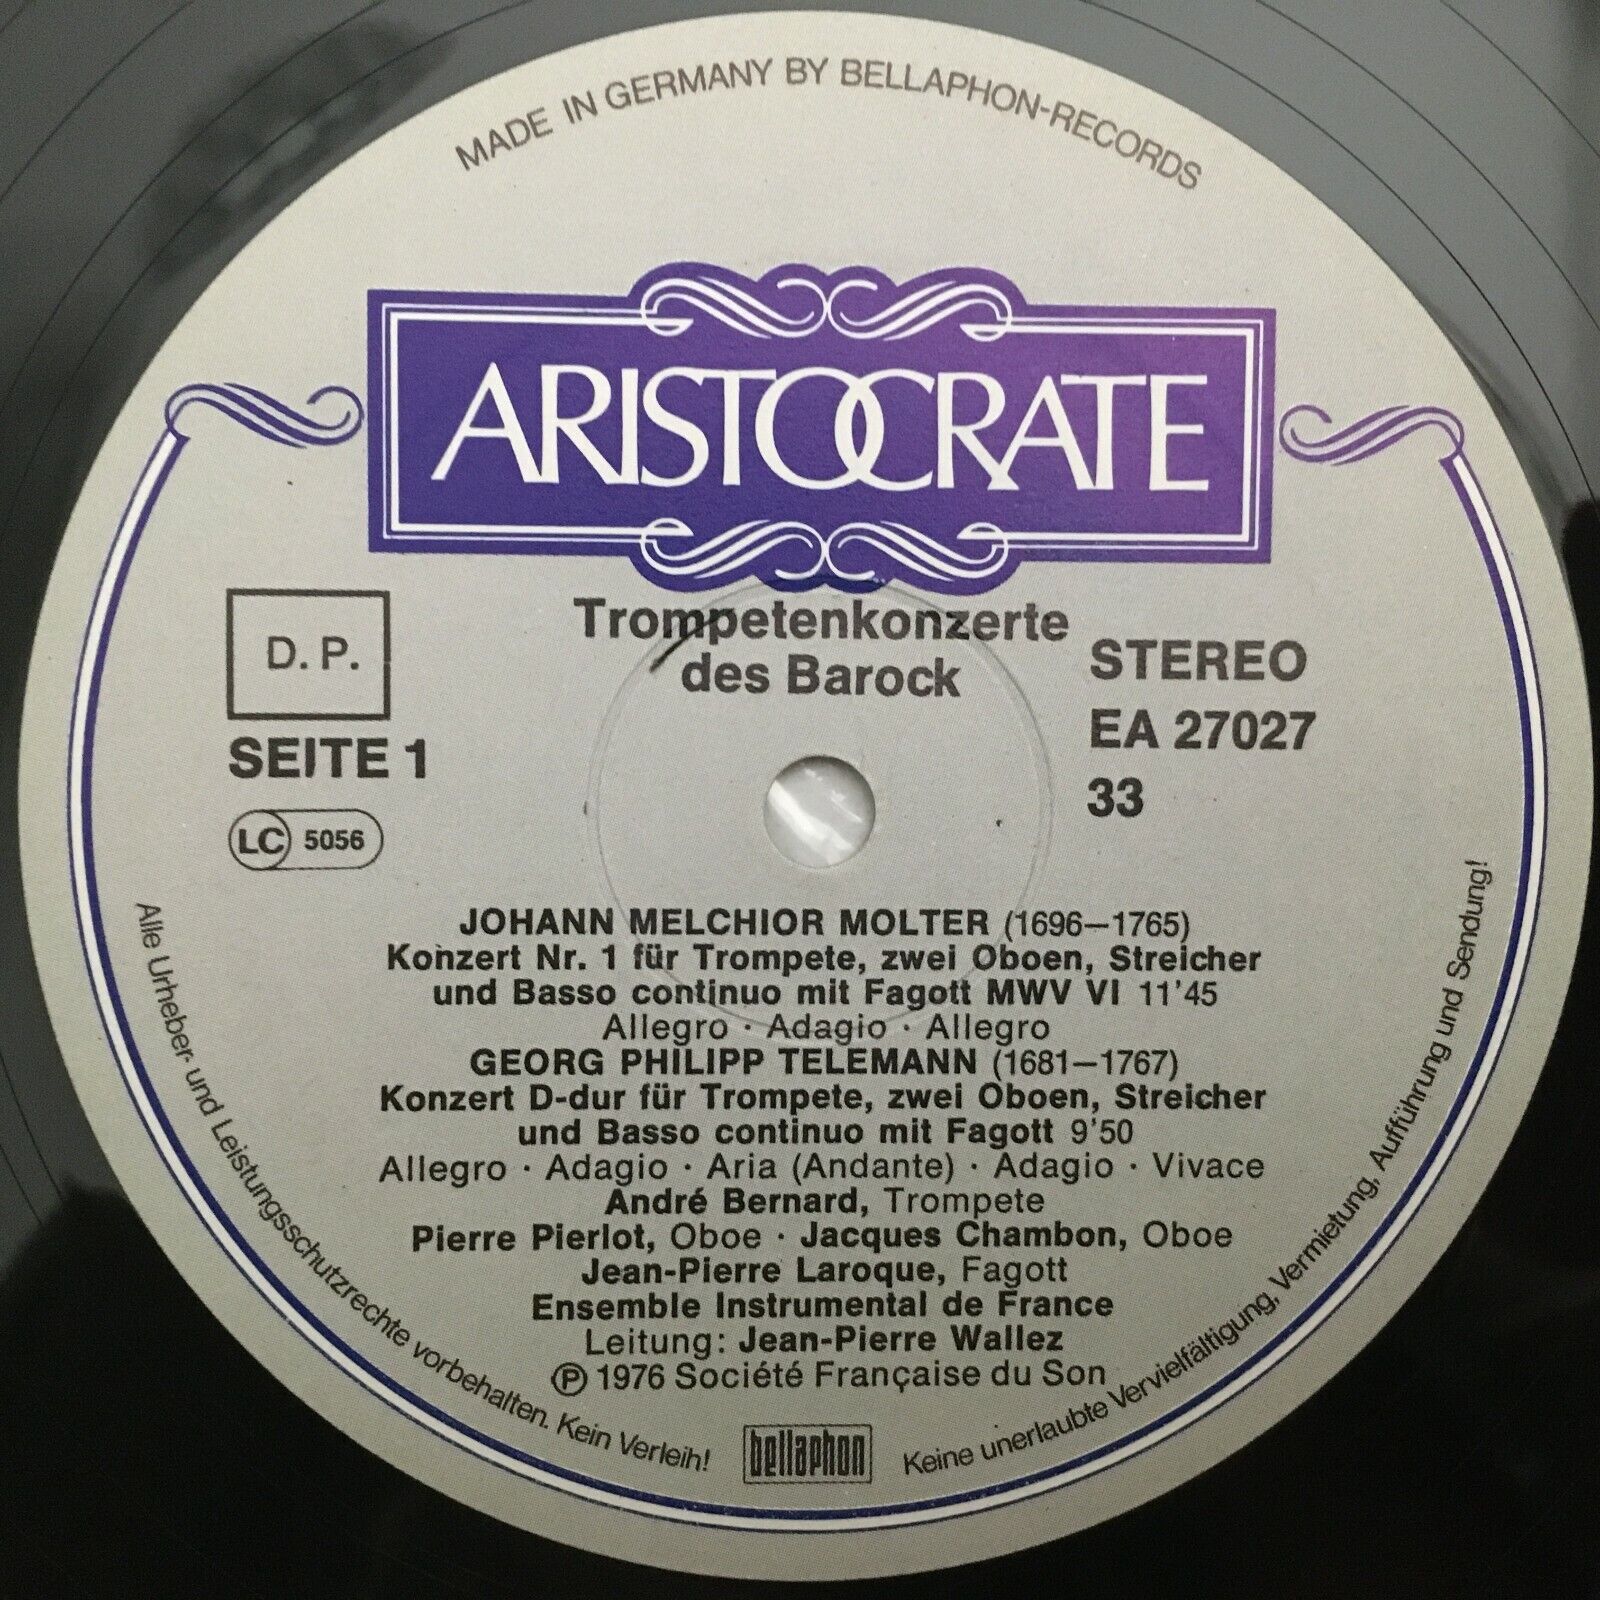 MADE IN GERMANY BY BELLAPHON-RECORDS
ARISTOCRATE
D. P.
Trompetenkonzerte
des Barock
STEREO
EA 27027
33
SEITE 1
LC 5056
JOHANN MELCHIOR MOLTER (1696–1765)
Konzert Nr. 1 für Trompete, zwei Oboen, Streicher
und Basso continuo mit Fagott MWV VI 11'45
Allegro · Adagio · Allegro
GEORG PHILIPP TELEMANN (1681–1767)
Konzert D-dur für Trompete, zwei Oboen, Streicher
und Basso continuo mit Fagott 9'50
Allegro · Adagio · Aria (Andante) · Adagio · Vivace
André Bernard, Trompete
Pierre Pierlot, Oboe · Jacques Chambon, Oboe
Jean-Pierre Laroque, Fagott
Ensemble Instrumental de France
Leitung: Jean-Pierre Wallez
℗ 1976 Société Française du Son
bellaphon
Alle Urheber- und Leistungsschutzrechte vorbehalten. Kein Verleih!
Keine unerlaubte Vervielfältigung, Vermietung, Aufführung und Sendung!